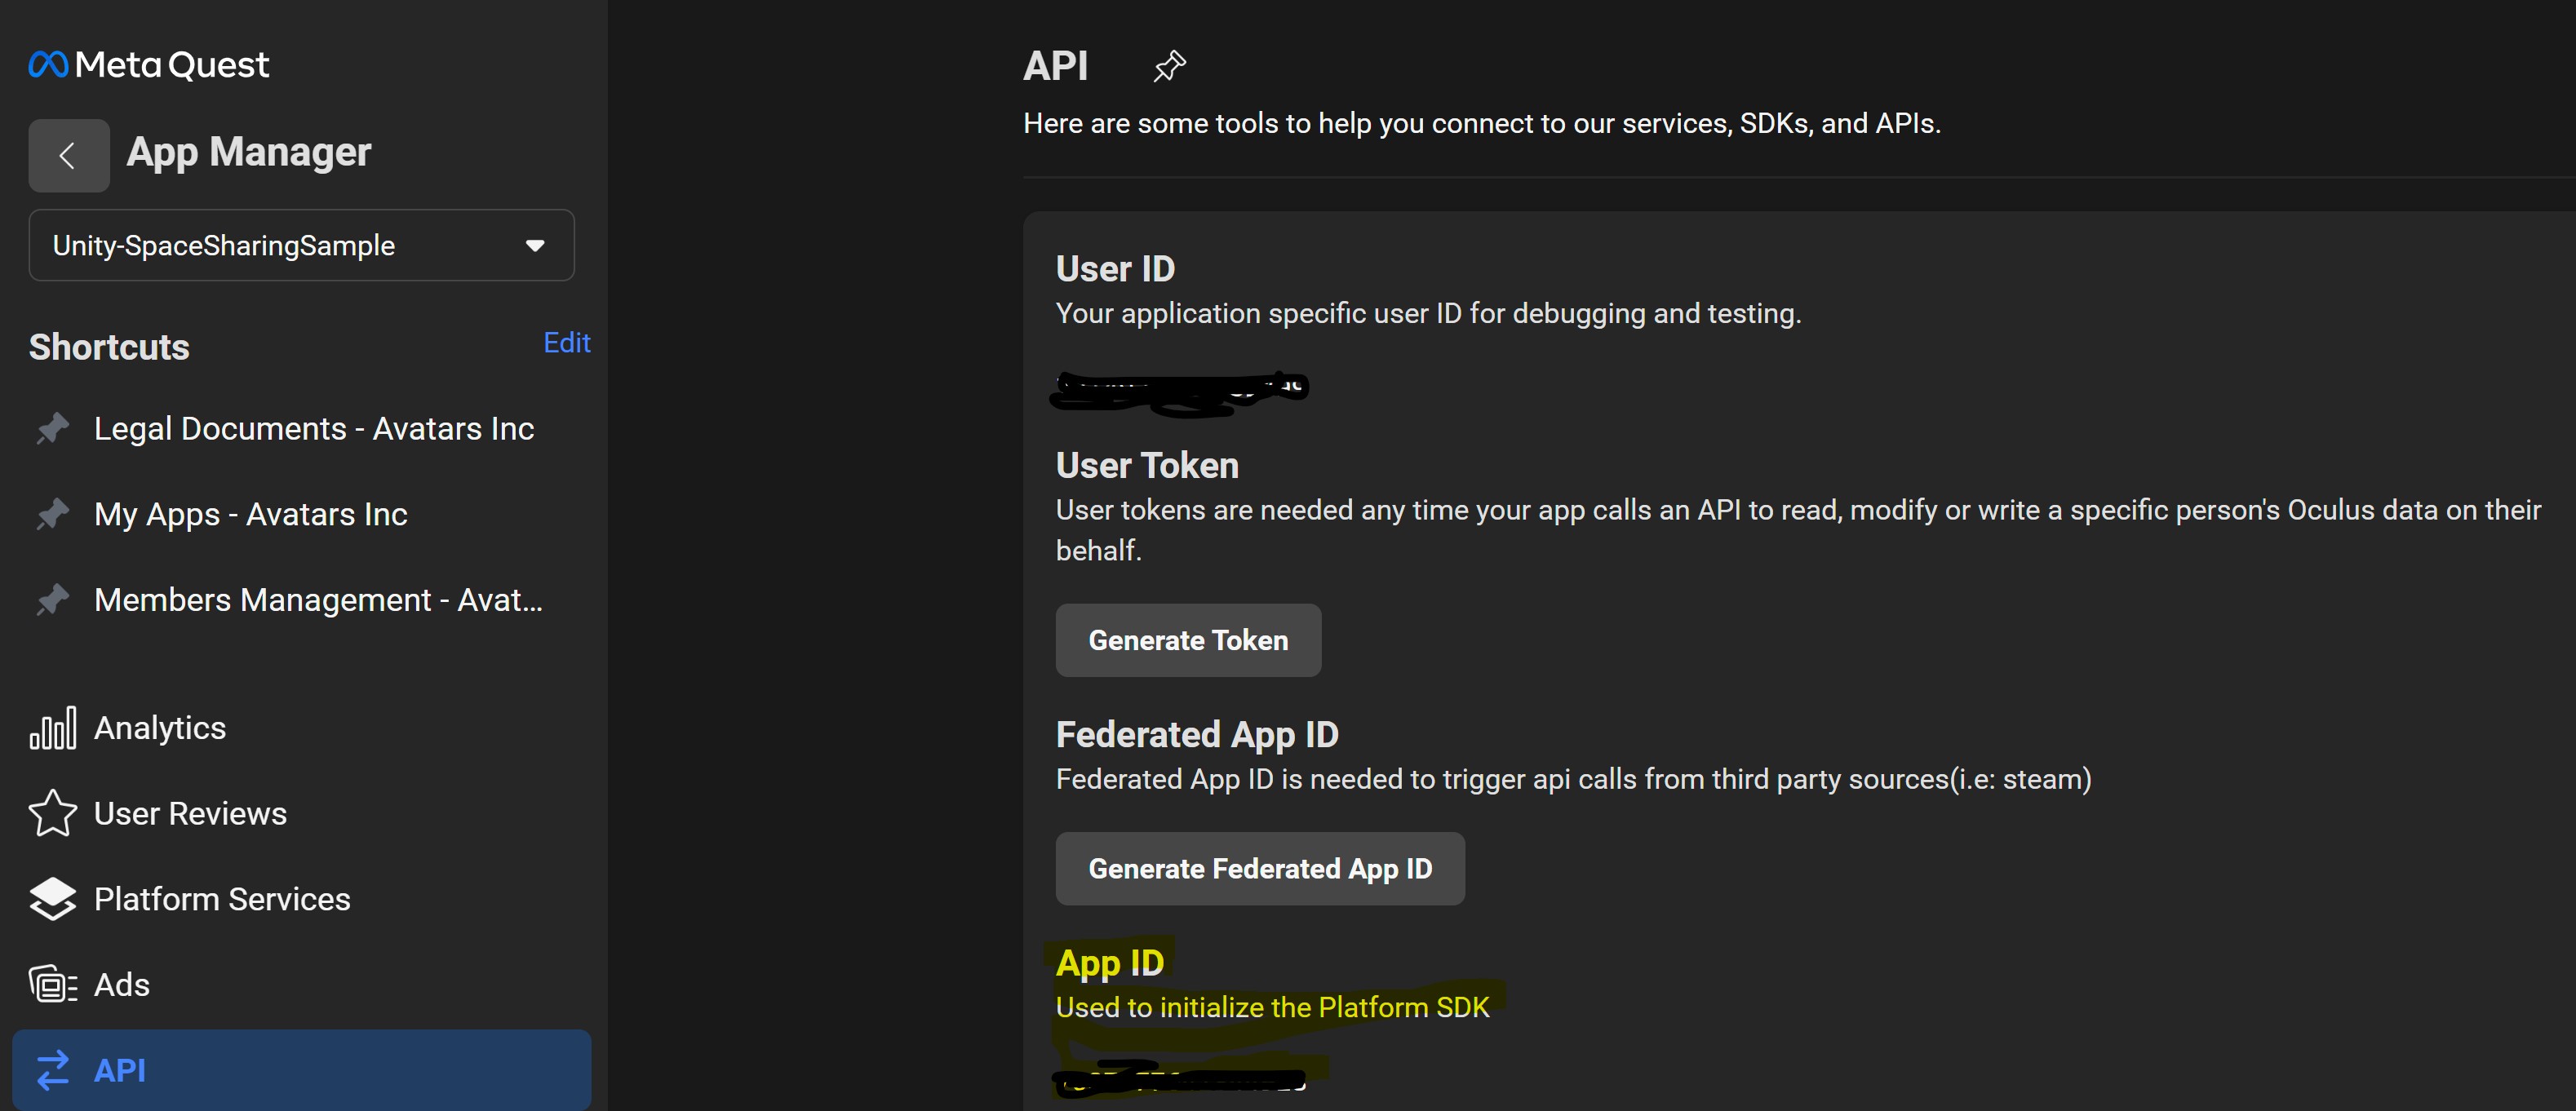 Meta Quest
App Manager
Unity-SpaceSharingSample
Shortcuts
Edit
Legal Documents - Avatars Inc
My Apps - Avatars Inc
Members Management - Avat...
Analytics
User Reviews
Platform Services
Ads
API
API
Here are some tools to help you connect to our services, SDKs, and APIs.
User ID
Your application specific user ID for debugging and testing.
User Token
User tokens are needed any time your app calls an API to read, modify or write a specific person's Oculus data on their
behalf.
Generate Token
Federated App ID
Federated App ID is needed to trigger api calls from third party sources(i.e: steam)
Generate Federated App ID
App ID
Used to initialize the Platform SDK